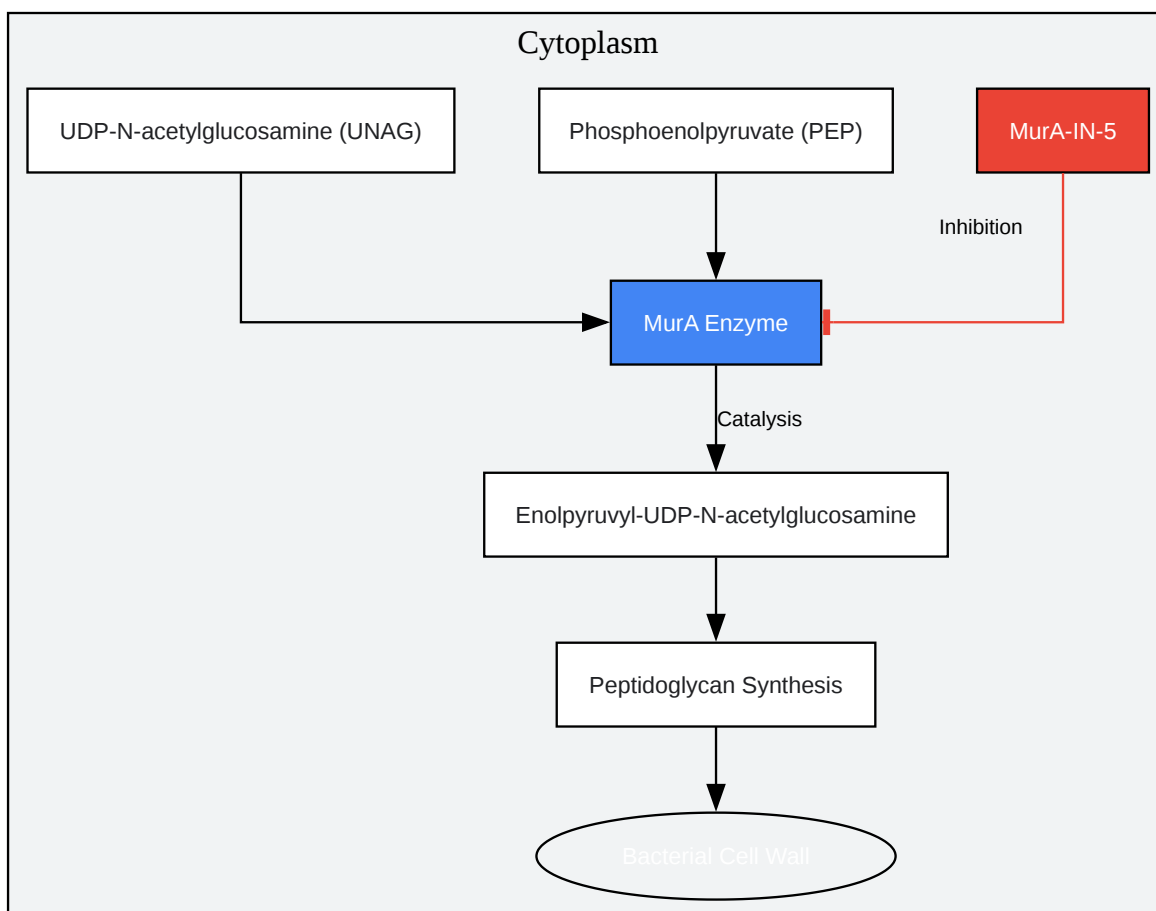 Cytoplasm
UDP-N-acetylglucosamine (UNAG)
Phosphoenolpyruvate (PEP)
MurA-IN-5
Inhibition
MurA Enzyme
Catalysis
Enolpyruvyl-UDP-N-acetylglucosamine
Peptidoglycan Synthesis
Bacterial Cell Wall